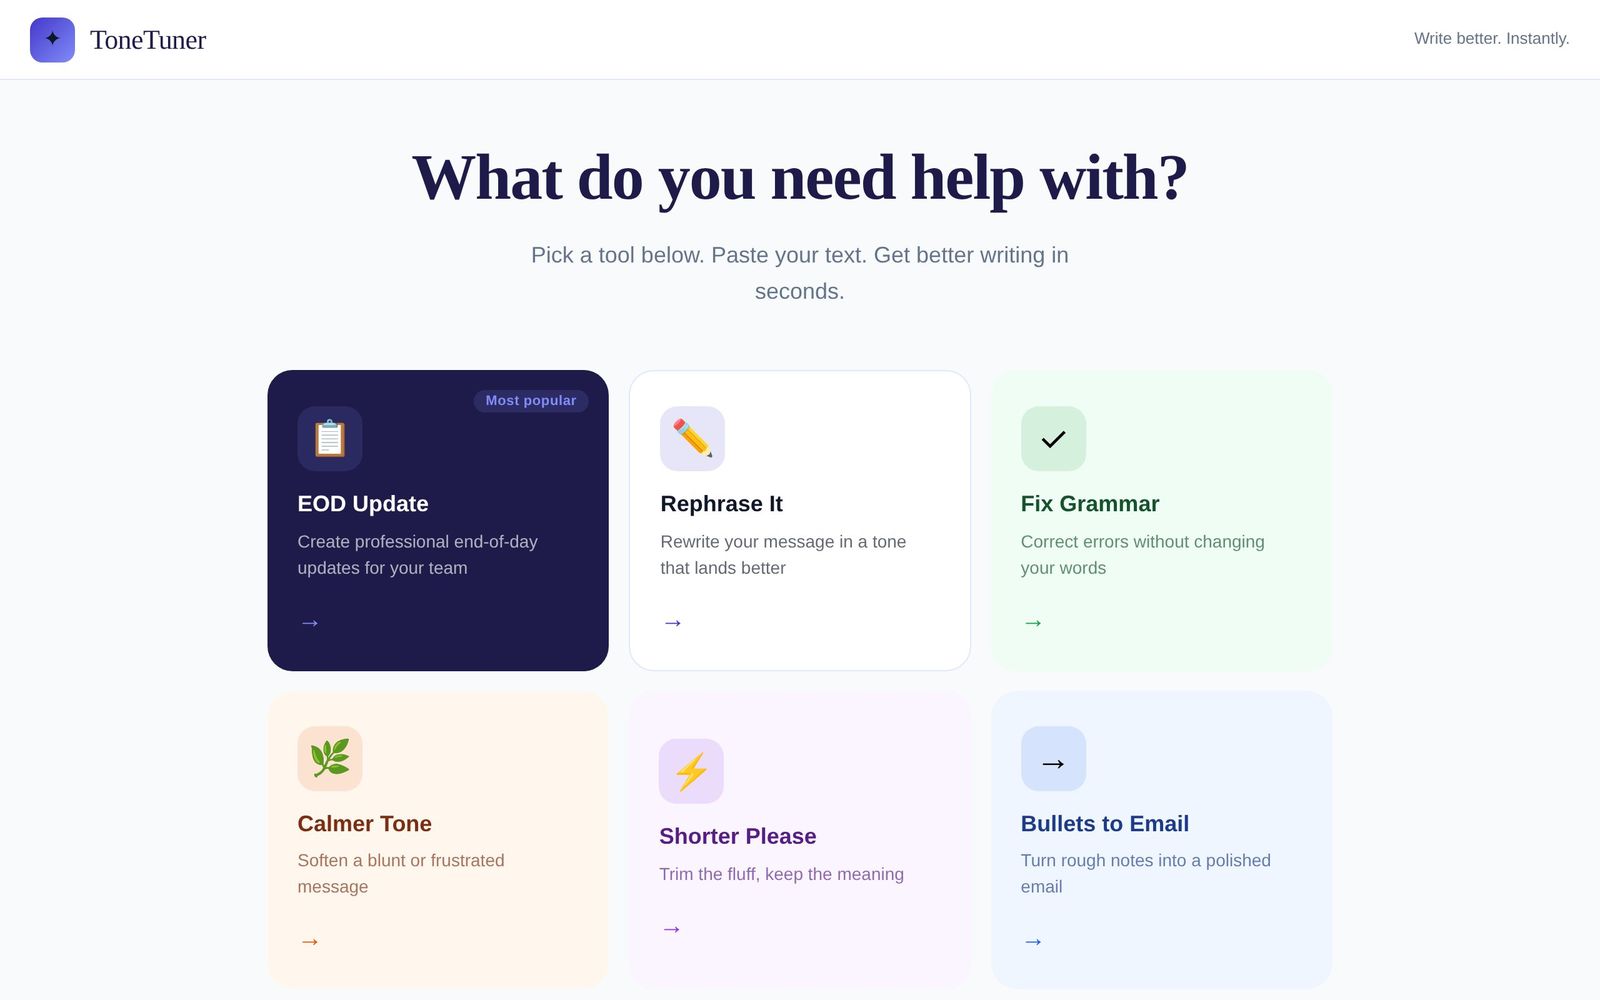 ToneTuner
Write better. Instantly.
What do you need help with?
Pick a tool below. Paste your text. Get better writing in
seconds.
Most popular
EOD Update
Create professional end-of-day
updates for your team
→
Rephrase It
Rewrite your message in a tone
that lands better
→
Fix Grammar
Correct errors without changing
your words
→
Calmer Tone
Soften a blunt or frustrated
message
→
Shorter Please
Trim the fluff, keep the meaning
→
→
Bullets to Email
Turn rough notes into a polished
email
→